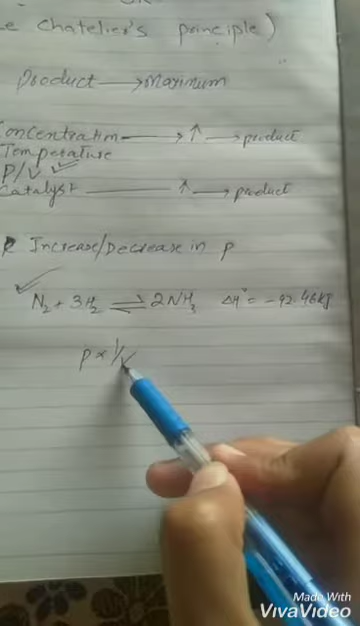 e Chatelier's principle)
Product → Maximum
Concentration → ↑ → product
Temperature
P/V ✓
Catalyst — ↑ → product
Increase/Decrease in P
✓ N₂ + 3H₂ ⇌ 2NH₃ ΔH° = -92.46kJ
P ∝ 1/V
Made With
VivaVideo